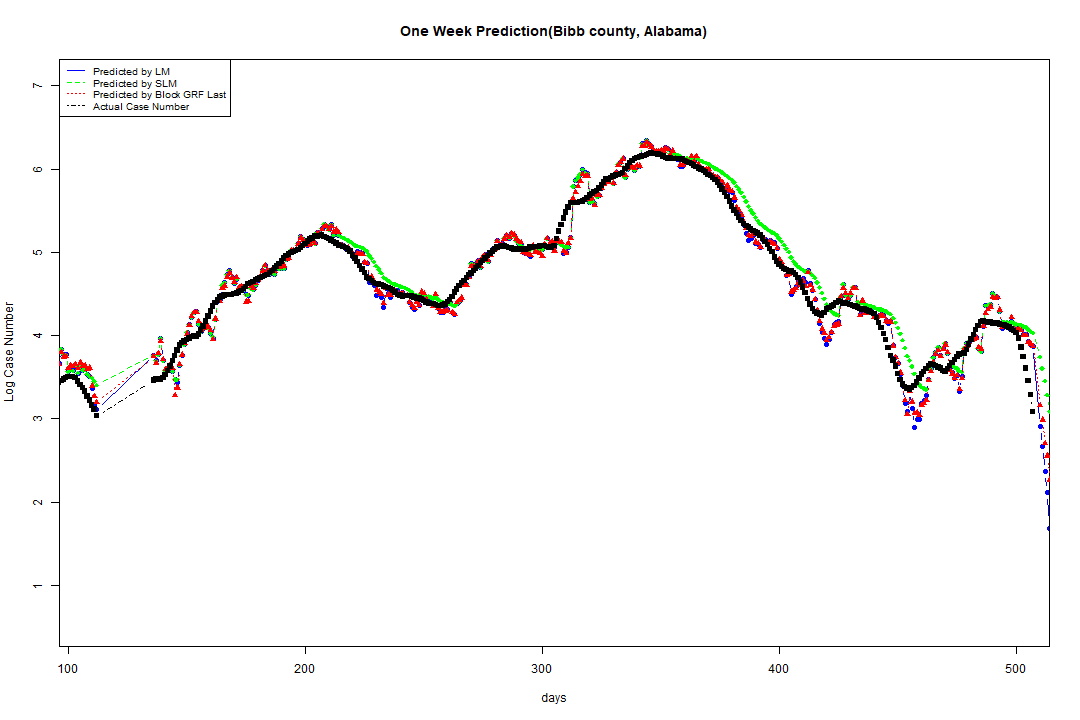 One Week Prediction(Bibb county, Alabama)
Predicted by LM
Predicted by SLM
Predicted by Block GRF Last
Actual Case Number
7
6
5
4
3
2
1
Log Case Number
100 200 300 400 500
days